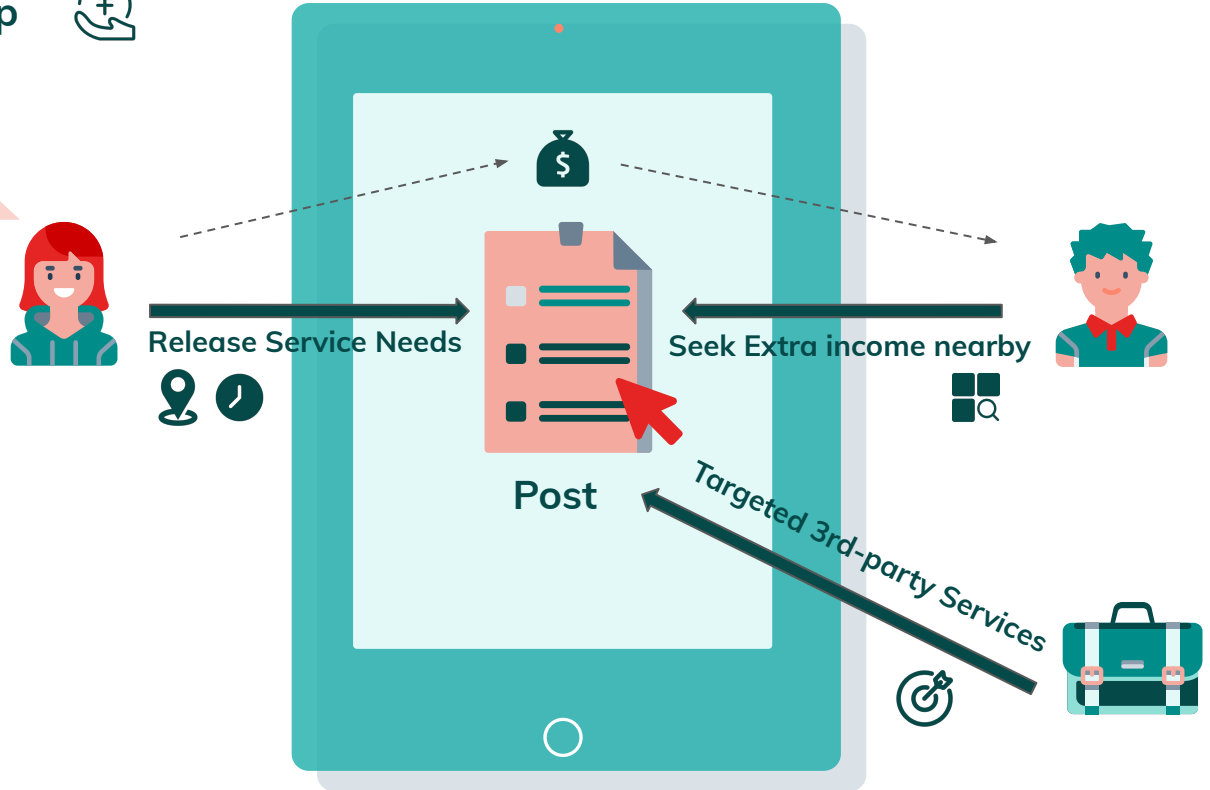 p
$
Release Service Needs
Seek Extra income nearby
Post
Targeted 3rd-party Services